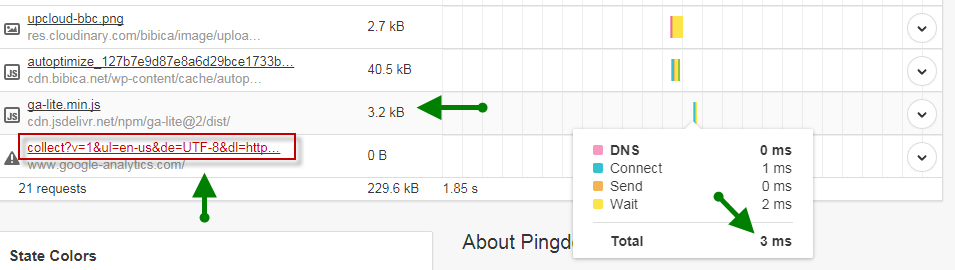 upcloud-bbc.png
2.7 kB
res.cloudinary.com/bibica/image/uploa...
autoptimize_127b7e9d87e8a6d29bce1733b...
40.5 kB
JS
cdn.bibica.net/wp-content/cache/autop...
ga-lite.min.js
3.2 kB
JS
cdn.jsdelivr.net/npm/ga-lite@2/dist/
collect?v=1&ul=en-us&de=UTF-8&dl=http...
0 B
www.google-analytics.com/
21 requests 229.6 kB 1.85 s
DNS 0 ms
Connect 1 ms
Send 0 ms
Wait 2 ms
Total 3 ms
State Colors
About Pingd